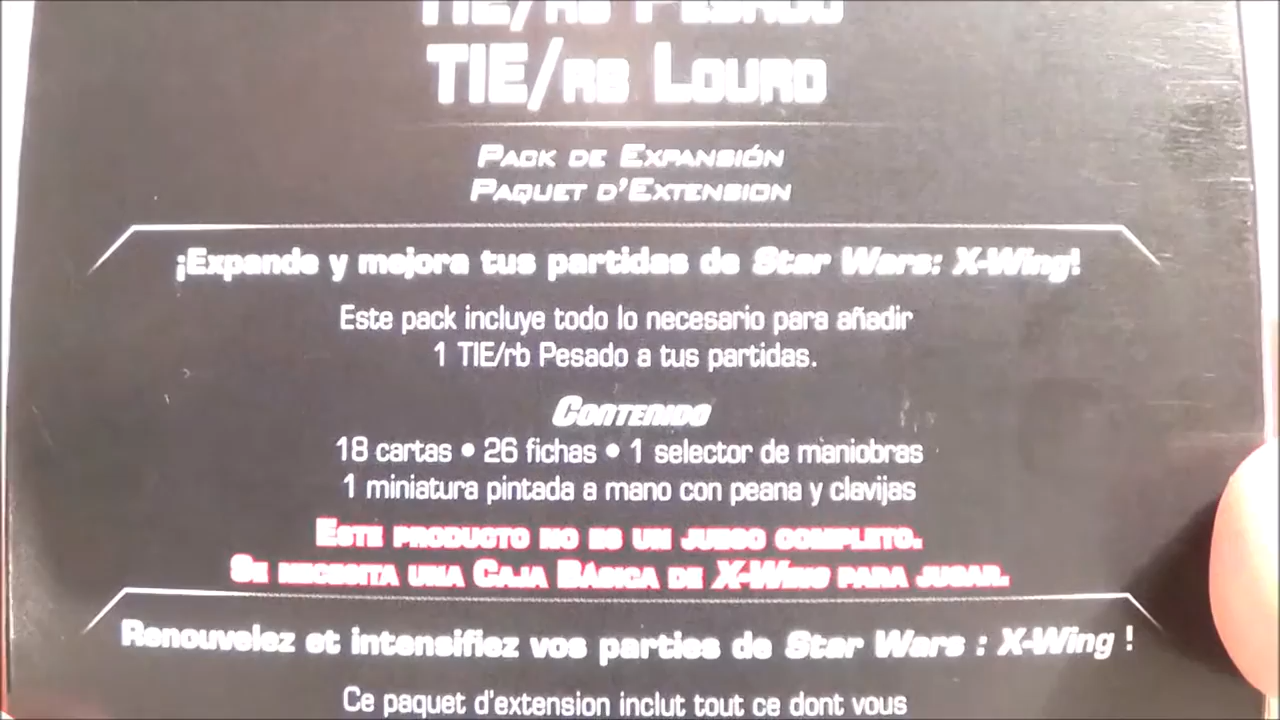 TIE/RB PESADO
TIE/RB LOURD
PACK DE EXPANSIÓN
PAQUET D'EXTENSION
¡Expande y mejora tus partidas de Star Wars: X-Wing!
Este pack incluye todo lo necesario para añadir
1 TIE/rb Pesado a tus partidas.
CONTENIDO
18 cartas • 26 fichas • 1 selector de maniobras
1 miniatura pintada a mano con peana y clavijas
ESTE PRODUCTO NO ES UN JUEGO COMPLETO.
SE NECESITA UNA CAJA BÁSICA DE X-WING PARA JUGAR.
Renouvelez et intensifiez vos parties de Star Wars : X-Wing !
Ce paquet d'extension inclut tout ce dont vous